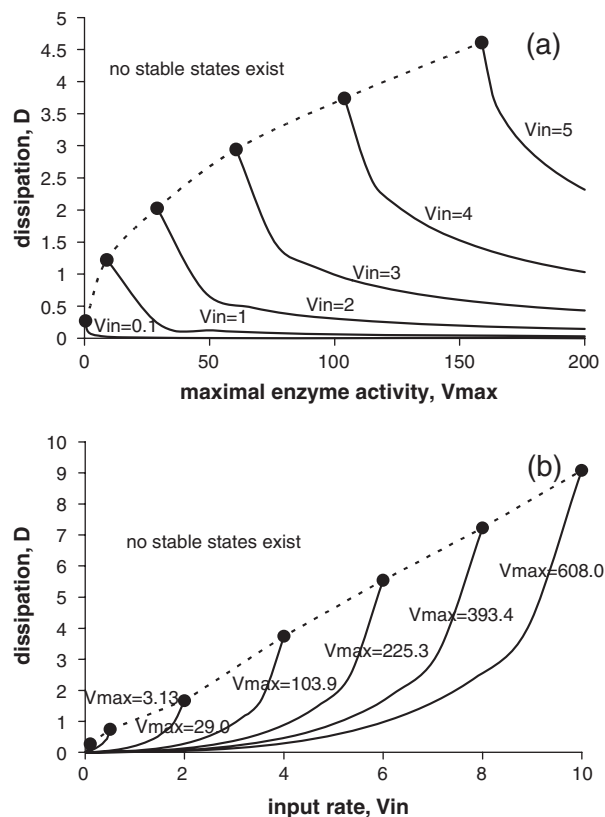 (a)
5
4.5
4
3.5
3
2.5
2
1.5
1
0.5
0
no stable states exist
Vin=5
Vin=4
Vin=3
Vin=2
Vin=1
Vin=0.1
dissipation, D
0 50 100 150 200
maximal enzyme activity, Vmax
(b)
10
9
8
7
6
5
4
3
2
1
0
no stable states exist
Vmax=608.0
Vmax=393.4
Vmax=225.3
Vmax=103.9
Vmax=3.13
Vmax=29.0
dissipation, D
0 2 4 6 8 10
input rate, Vin